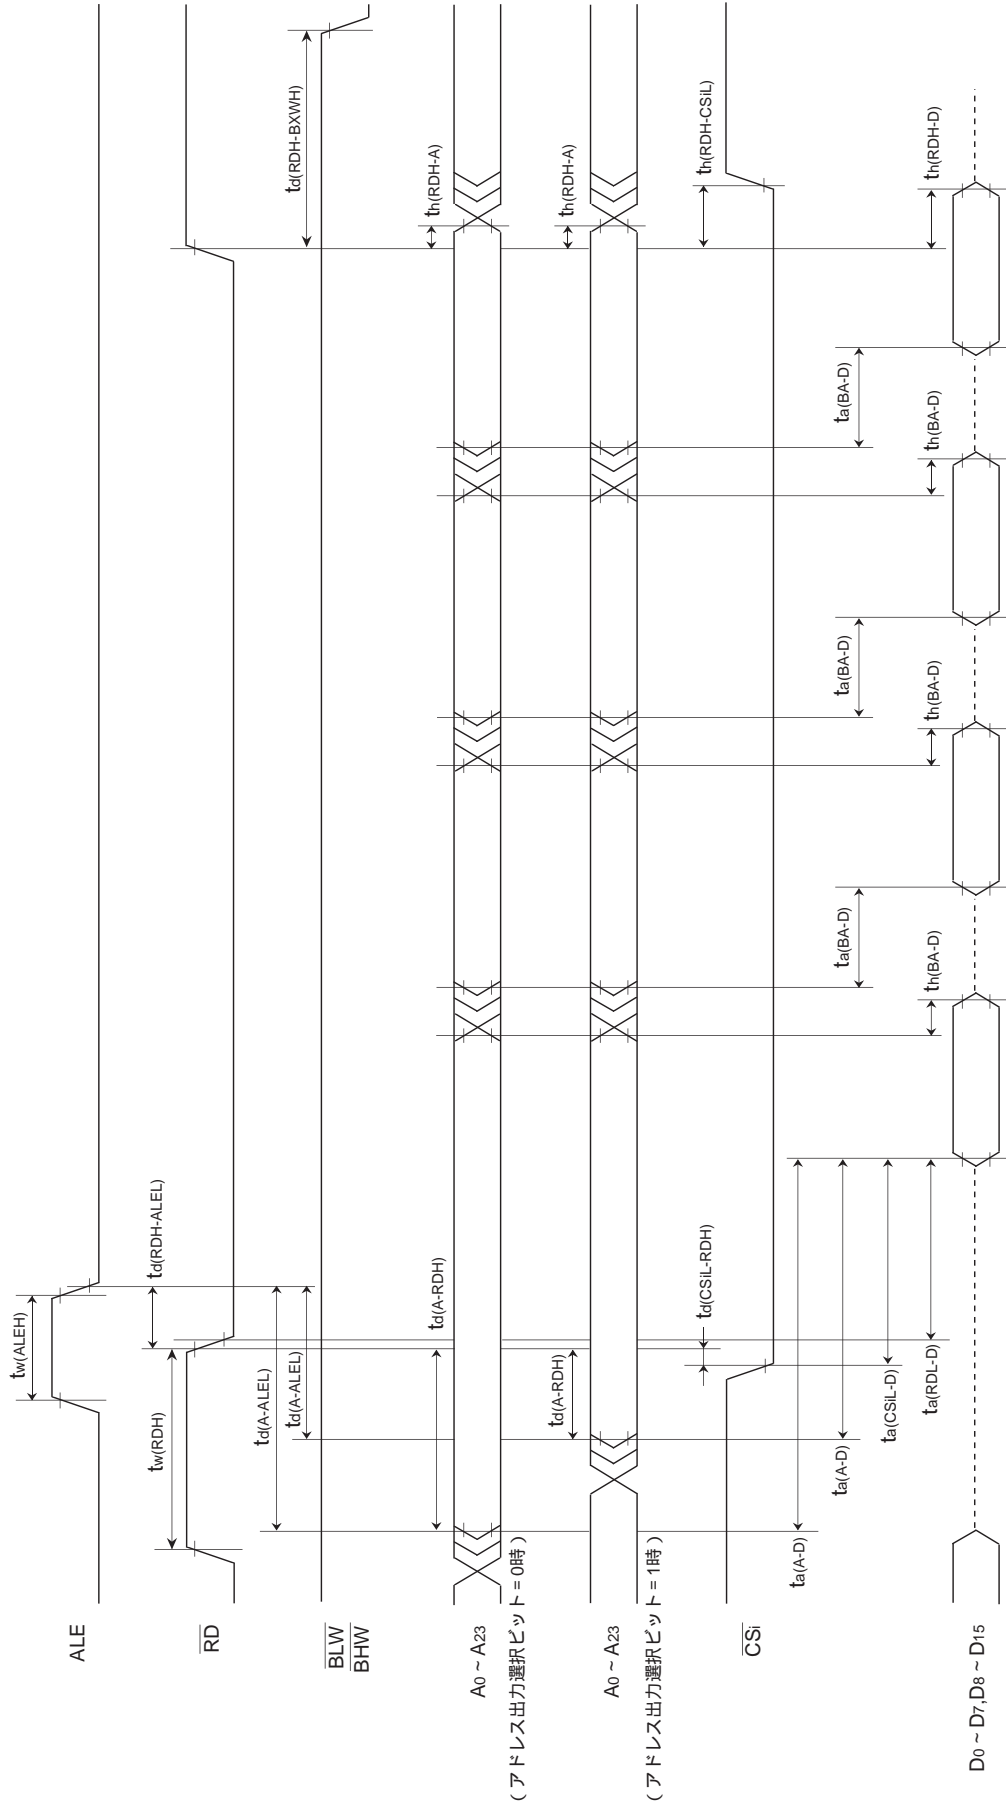 ALE
tw(ALEH)
td(RDH-ALEL)
RD
tw(RDH)
td(A-ALEL)
td(A-ALEL)
BLW
BHW
td(RDH-BXWH)
A0 ~ A23
( アドレス出力選択ビット = 0時 )
td(A-RDH)
th(RDH-A)
A0 ~ A23
( アドレス出力選択ビット = 1時 )
td(A-RDH)
th(RDH-A)
CSi
td(CSiL-RDH)
th(RDH-CSiL)
ta(A-D)
ta(A-D)
ta(CSiL-D)
ta(RDL-D)
ta(BA-D)
ta(BA-D)
ta(BA-D)
th(BA-D)
th(BA-D)
th(BA-D)
th(RDH-D)
D0 ~ D7,D8 ~ D15